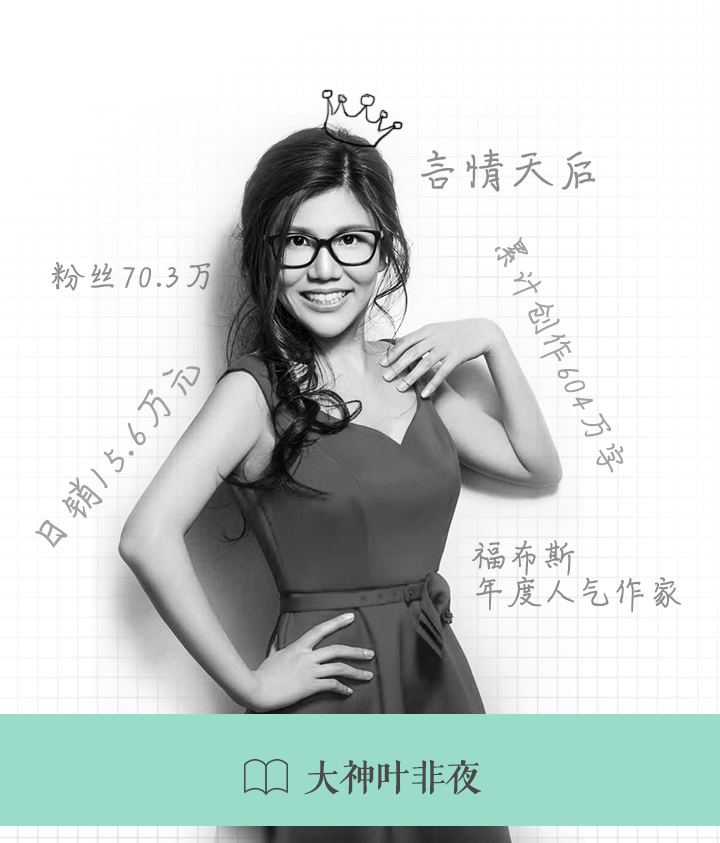 言情天后
粉丝70.3万
累计创作604万字
日销15.6万元
福布斯
年度人气作家
大神叶非夜